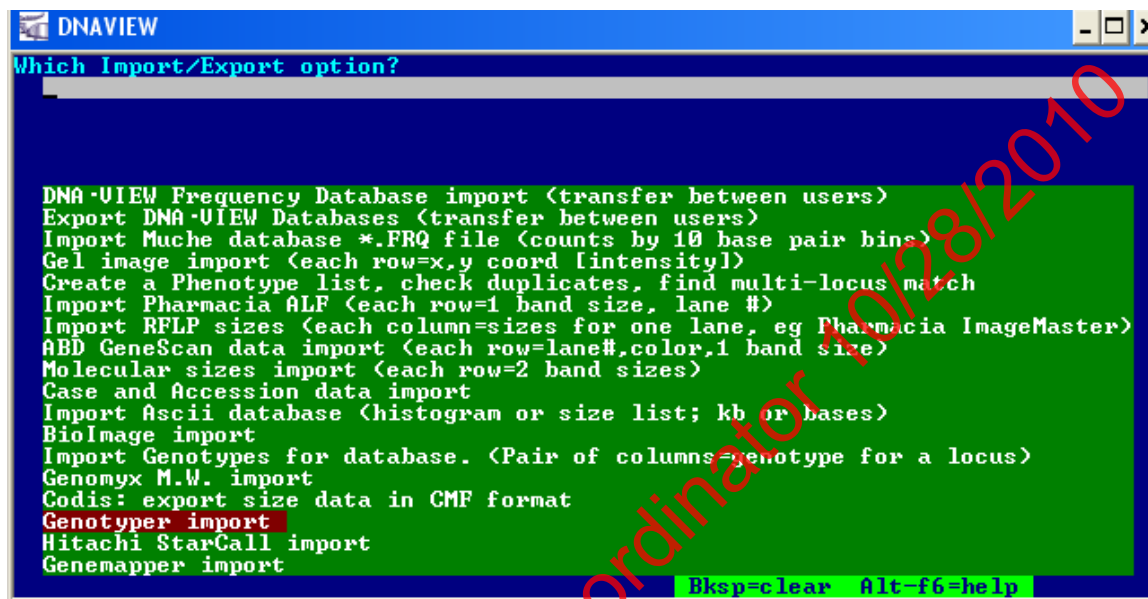 DNAVIEW
Which Import/Export option?
DNA·VIEW Frequency Database import (transfer between users)
Export DNA·VIEW Databases (transfer between users)
Import Muche database *.FRQ file (counts by 10 base pair bins)
Gel image import (each row=x,y coord [intensity])
Create a Phenotype list, check duplicates, find multi-locus match
Import Pharmacia ALF (each row=1 band size, lane #)
Import RFLP sizes (each column=sizes for one lane, eg Pharmacia ImageMaster)
ABD GeneScan data import (each row=lane#,color,1 band size)
Molecular sizes import (each row=2 band sizes)
Case and Accession data import
Import Ascii database (histogram or size list; kb or bases)
BioImage import
Import Genotypes for database. (Pair of columns=genotype for a locus)
Genomyx M.W. import
Codis: export size data in CMF format
Genotyper import
Hitachi StarCall import
Genemapper import
Bksp=clear Alt-f6=help
ordinator 10/28/2010